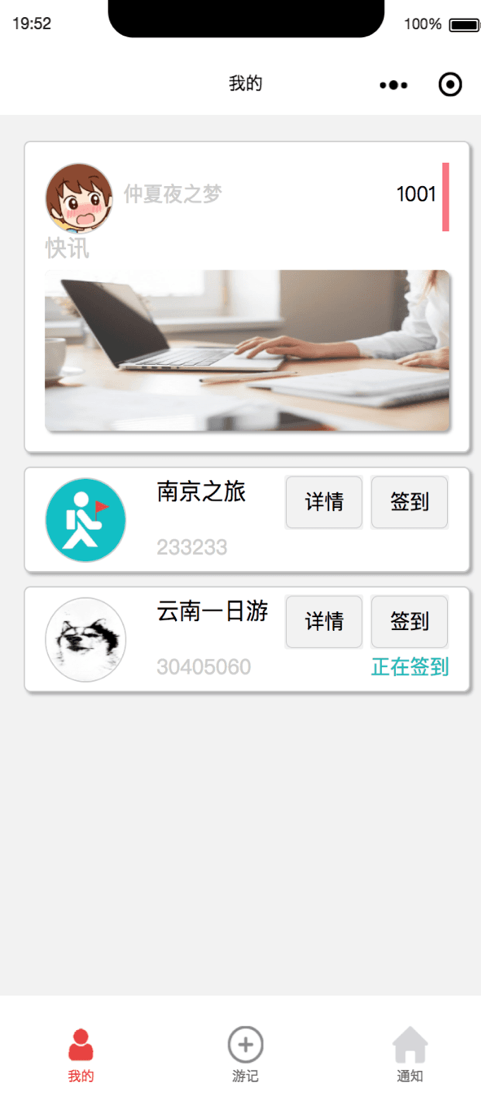 19:52
100%
我的
仲夏夜之梦
1001
快讯
南京之旅
详情
签到
233233
云南一日游
详情
签到
30405060
正在签到
我的
游记
通知